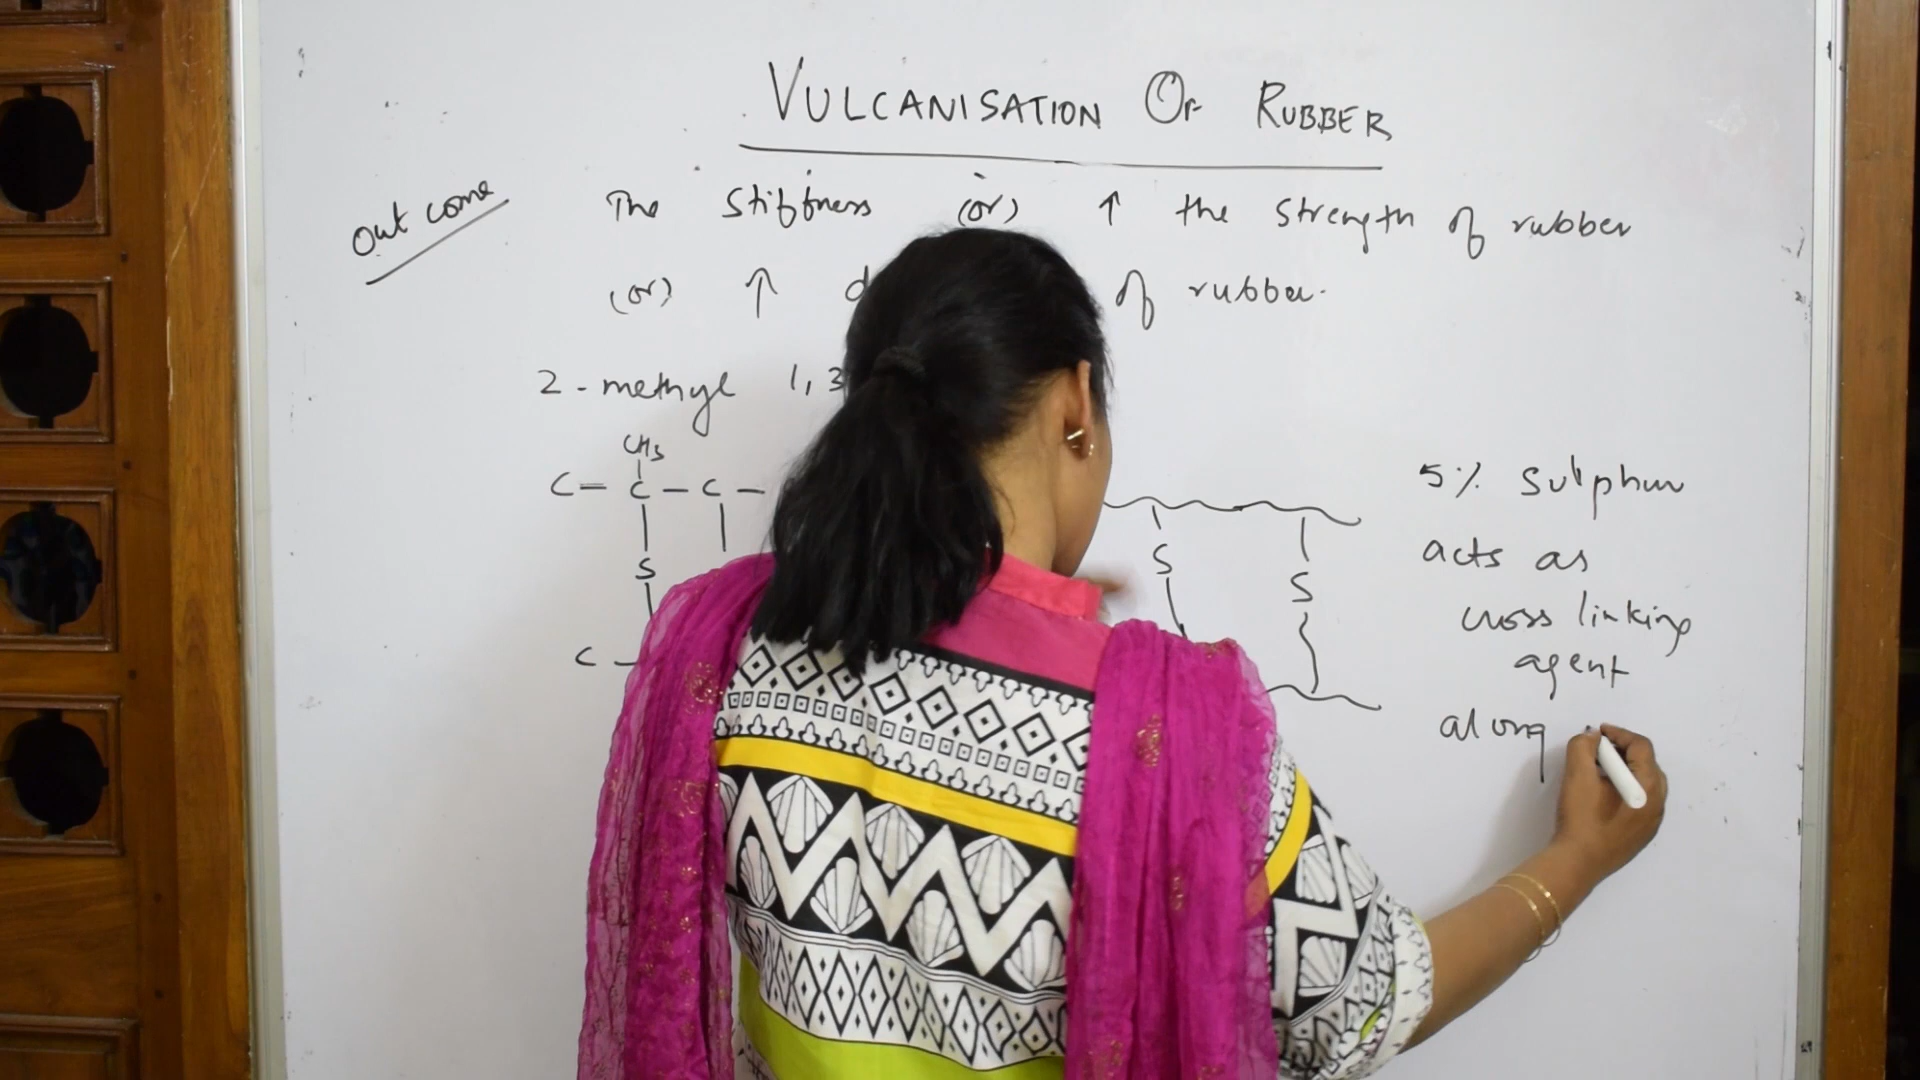 VULCANISATION OF RUBBER
out come
The Stiffness (or) ↑ the strength of rubber
(or) ↑ of rubber.
2-methyl 1,3
CH3
C= C - C -
S
C -
S S
5% Sulphur
acts as
cross linking
agent
along